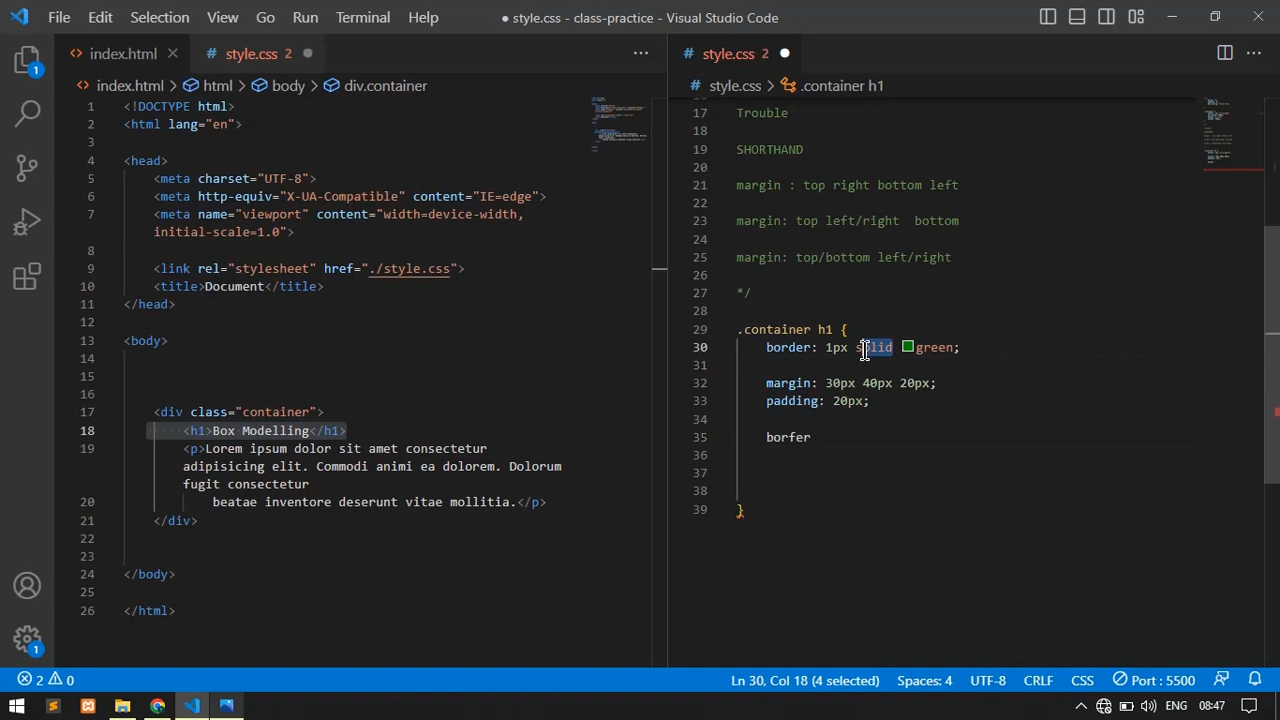 File Edit Selection View Go Run Terminal Help ● style.css - class-practice - Visual Studio Code
index.html style.css 2
index.html > html > body > div.container
1 <!DOCTYPE html>
2 <html lang="en">
3
4 <head>
5 <meta charset="UTF-8">
6 <meta http-equiv="X-UA-Compatible" content="IE=edge">
7 <meta name="viewport" content="width=device-width,
initial-scale=1.0">
8
9 <link rel="stylesheet" href="./style.css">
10 <title>Document</title>
11 </head>
12
13 <body>
14
15
16
17 <div class="container">
18 <h1>Box Modelling</h1>
19 <p>Lorem ipsum dolor sit amet consectetur
adipisicing elit. Commodi animi ea dolorem. Dolorum
fugit consectetur
20 beatae inventore deserunt vitae mollitia.</p>
21 </div>
22
23
24 </body>
25
26 </html>
style.css 2 ●
style.css > .container h1
17 Trouble
18
19 SHORTHAND
20
21 margin : top right bottom left
22
23 margin: top left/right  bottom
24
25 margin: top/bottom left/right
26
27 */
28
29 .container h1 {
30 border: 1px solid green;
31
32 margin: 30px 40px 20px;
33 padding: 20px;
34
35 borfer
36
37
38
39 }
1
1
2 0 Ln 30, Col 18 (4 selected) Spaces: 4 UTF-8 CRLF CSS Port : 5500
ENG 08:47